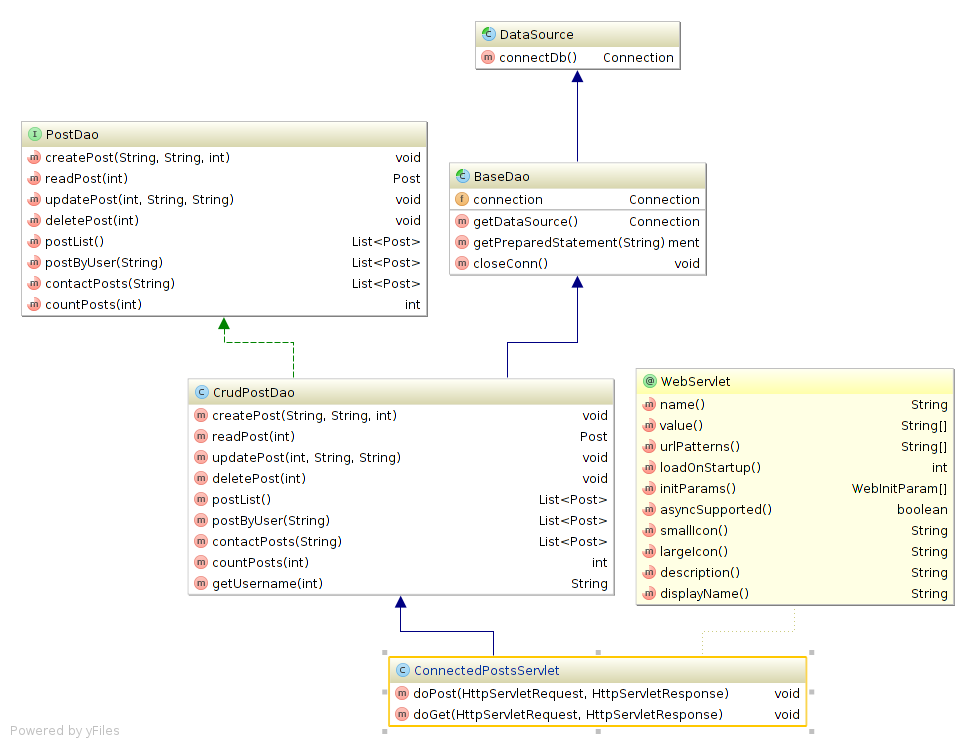 DataSource
connectDb() Connection
PostDao
createPost(String, String, int) void
readPost(int) Post
updatePost(int, String, String) void
deletePost(int) void
postList() List<Post>
postByUser(String) List<Post>
contactPosts(String) List<Post>
countPosts(int) int
BaseDao
connection Connection
getDataSource() Connection
getPreparedStatement(String) ment
closeConn() void
CrudPostDao
createPost(String, String, int) void
readPost(int) Post
updatePost(int, String, String) void
deletePost(int) void
postList() List<Post>
postByUser(String) List<Post>
contactPosts(String) List<Post>
countPosts(int) int
getUsername(int) String
WebServlet
name() String
value() String[]
urlPatterns() String[]
loadOnStartup() int
initParams() WebInitParam[]
asyncSupported() boolean
smallIcon() String
largeIcon() String
description() String
displayName() String
ConnectedPostsServlet
doPost(HttpServletRequest, HttpServletResponse) void
doGet(HttpServletRequest, HttpServletResponse) void
Powered by yFiles